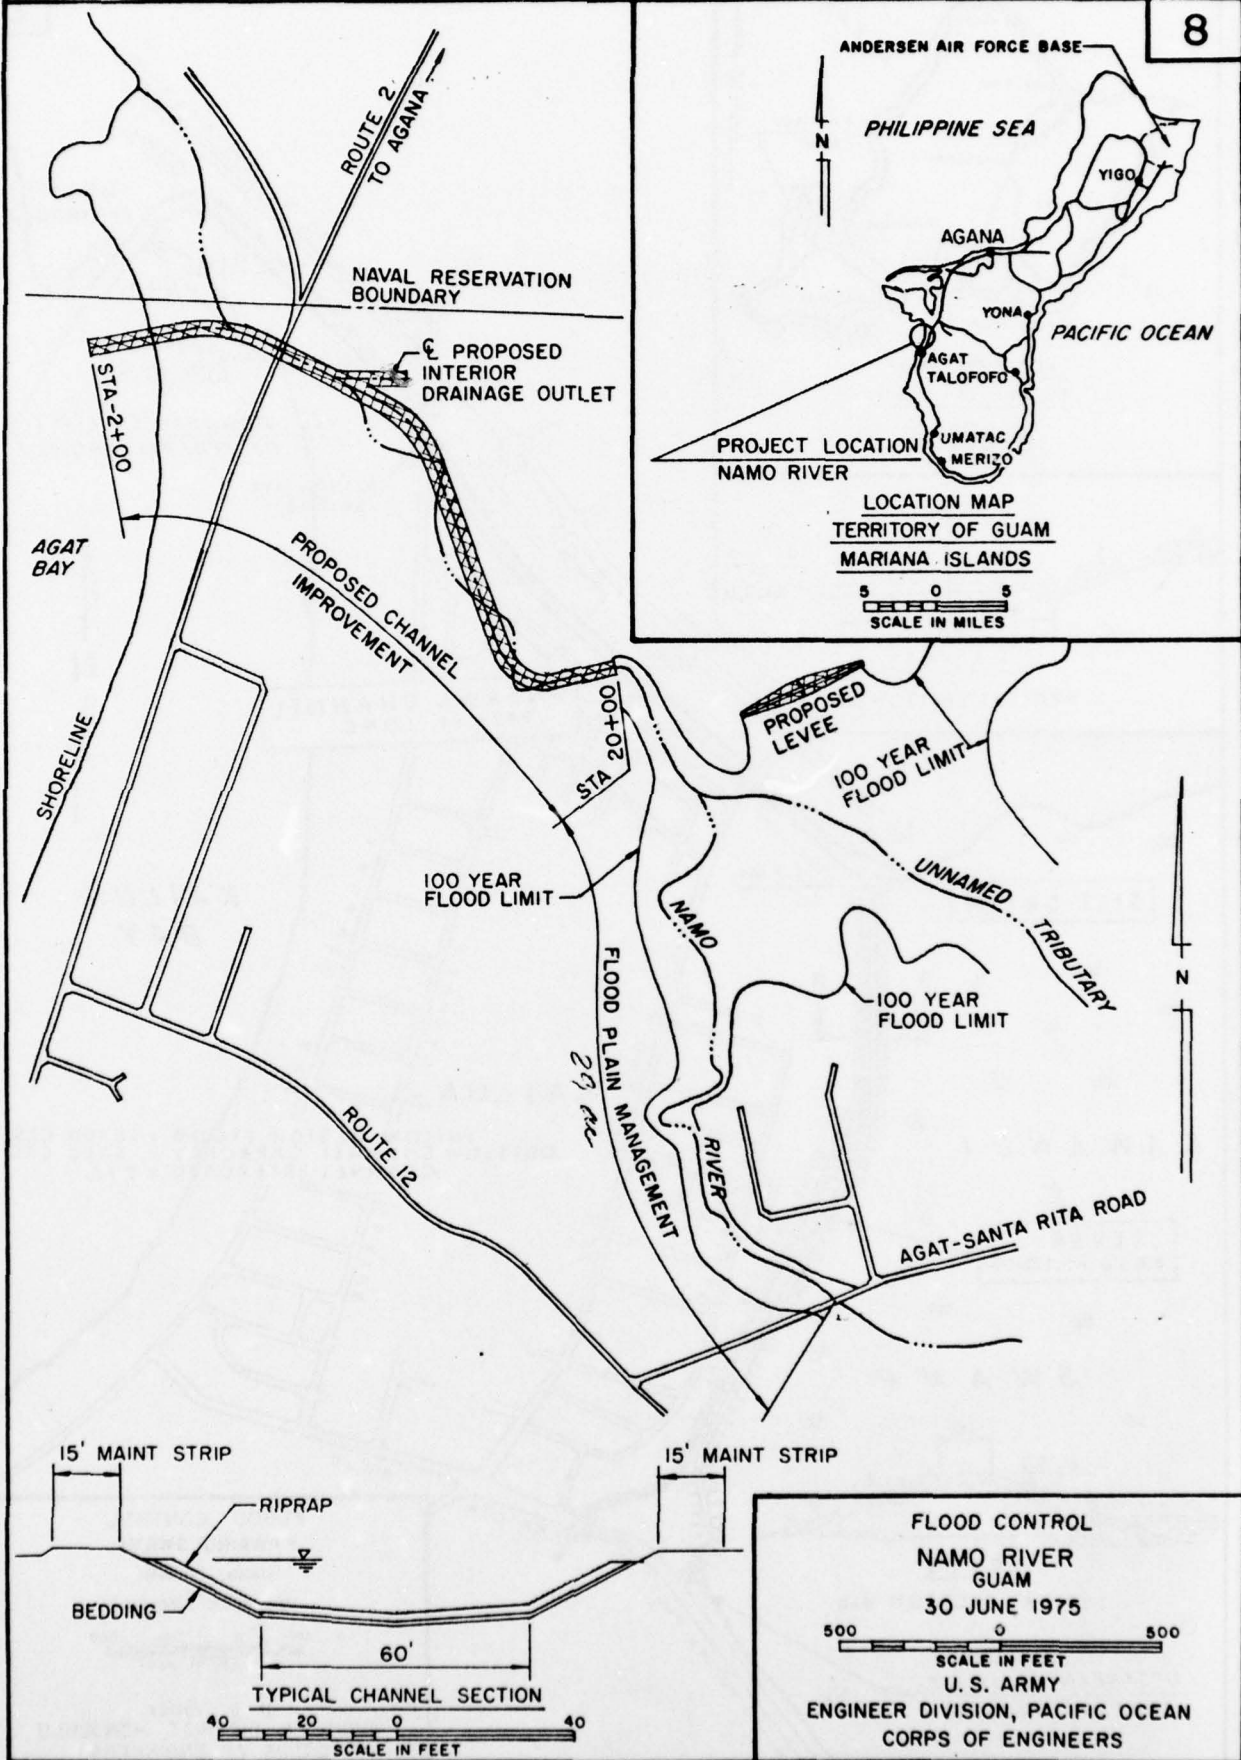 8
ANDERSEN AIR FORCE BASE
PHILIPPINE SEA
N
YIGO
AGANA
YONA
PACIFIC OCEAN
AGAT
TALOFOFO
PROJECT LOCATION
NAMO RIVER
UMATAC
MERIZO
LOCATION MAP
TERRITORY OF GUAM
MARIANA ISLANDS
5 0 5
SCALE IN MILES
ROUTE 2
TO AGANA
NAVAL RESERVATION
BOUNDARY
℄ PROPOSED
INTERIOR
DRAINAGE OUTLET
STA-2+00
AGAT
BAY
PROPOSED CHANNEL
IMPROVEMENT
SHORELINE
STA 20+00
PROPOSED
LEVEE
100 YEAR
FLOOD LIMIT
100 YEAR
FLOOD LIMIT
UNNAMED TRIBUTARY
NAMO RIVER
100 YEAR
FLOOD LIMIT
N
FLOOD PLAIN MANAGEMENT
29 ac
ROUTE 12
AGAT-SANTA RITA ROAD
15' MAINT STRIP
15' MAINT STRIP
RIPRAP
BEDDING
60'
TYPICAL CHANNEL SECTION
40 20 0 40
SCALE IN FEET
FLOOD CONTROL
NAMO RIVER
GUAM
30 JUNE 1975
500 0 500
SCALE IN FEET
U. S. ARMY
ENGINEER DIVISION, PACIFIC OCEAN
CORPS OF ENGINEERS